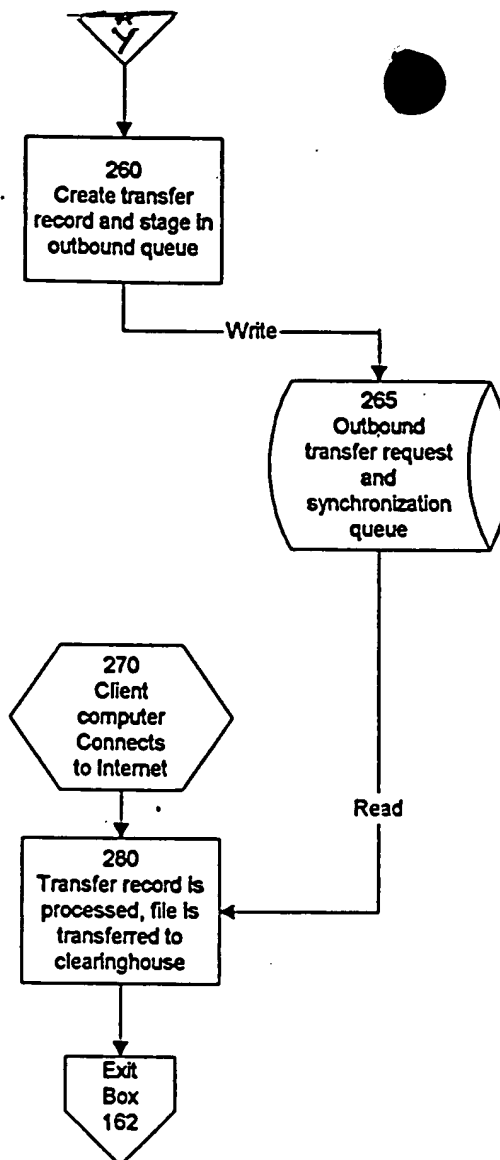 Y
260
Create transfer
record and stage in
outbound queue
Write
265
Outbound
transfer request
and
synchronization
queue
270
Client
computer
Connects
to Internet
Read
280
Transfer record is
processed, file is
transferred to
clearinghouse
Exit
Box
162